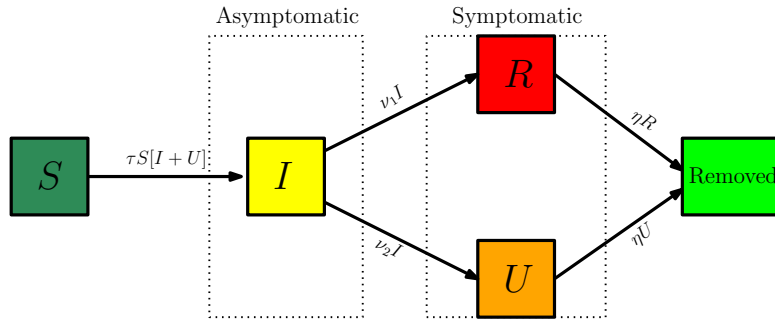 Asymptomatic
Symptomatic
S
τS[I + U]
I
ν₁I
ν₂I
R
U
ηR
ηU
Removed